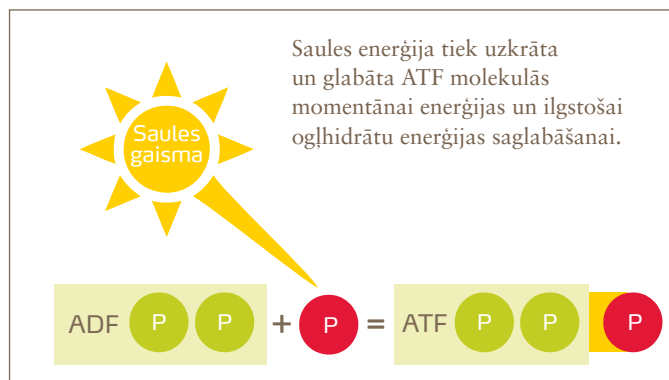 Saules enerģija tiek uzkrāta
un glabāta ATF molekulās
momentānai enerģijas un ilgstošai
ogļhidrātu enerģijas saglabāšanai.
Saules
gaisma
ADF P P + P = ATF P P P